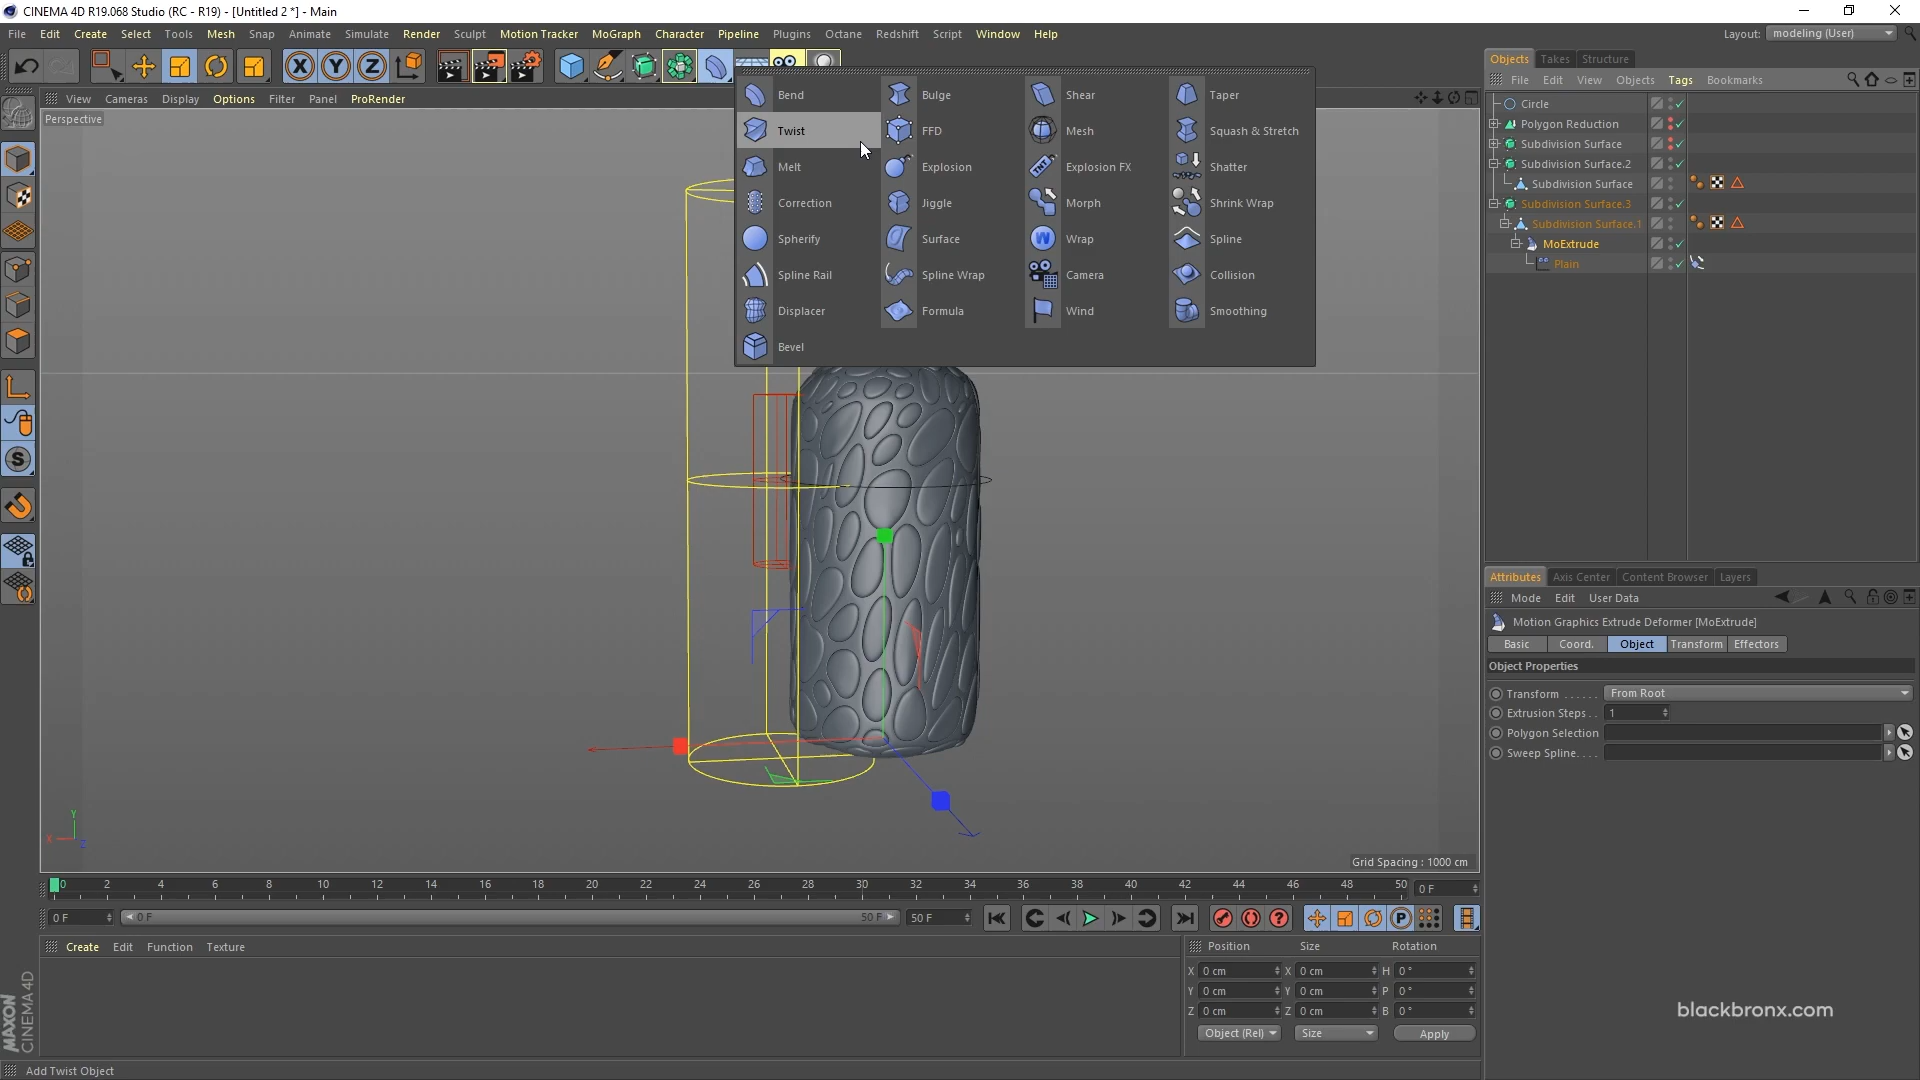 CINEMA 4D R19.068 Studio (RC - R19) - [Untitled 2 *] - Main
File Edit Create Select Tools Mesh Snap Animate Simulate Render Sculpt Motion Tracker MoGraph Character Pipeline Plugins Octane Redshift Script Window Help
Layout: modeling (User)
X Y Z
Objects Takes Structure
File Edit View Objects Tags Bookmarks
View Cameras Display Options Filter Panel ProRender
Perspective
Bend Bulge Shear Taper
Twist FFD Mesh Squash & Stretch
Melt Explosion Explosion FX Shatter
Correction Jiggle Morph Shrink Wrap
Spherify Surface Wrap Spline
Spline Rail Spline Wrap Camera Collision
Displacer Formula Wind Smoothing
Bevel
Circle
Polygon Reduction
Subdivision Surface
Subdivision Surface.2
Subdivision Surface
Subdivision Surface.3
Subdivision Surface.1
MoExtrude
Plain
Attributes Axis Center Content Browser Layers
Mode Edit User Data
Motion Graphics Extrude Deformer [MoExtrude]
Basic Coord. Object Transform Effectors
Object Properties
Transform . . . . . . From Root
Extrusion Steps . . 1
Polygon Selection
Sweep Spline. . . .
Y
X
Z
Grid Spacing : 1000 cm
0 2 4 6 8 10 12 14 16 18 20 22 24 26 28 30 32 34 36 38 40 42 44 46 48 50 0 F
0 F 0 F 50 F 50 F
Create Edit Function Texture
Position Size Rotation
X 0 cm X 0 cm H 0 °
Y 0 cm Y 0 cm P 0 °
Z 0 cm Z 0 cm B 0 °
Object (Rel) Size Apply
MAXON
CINEMA 4D
blackbronx.com
Add Twist Object